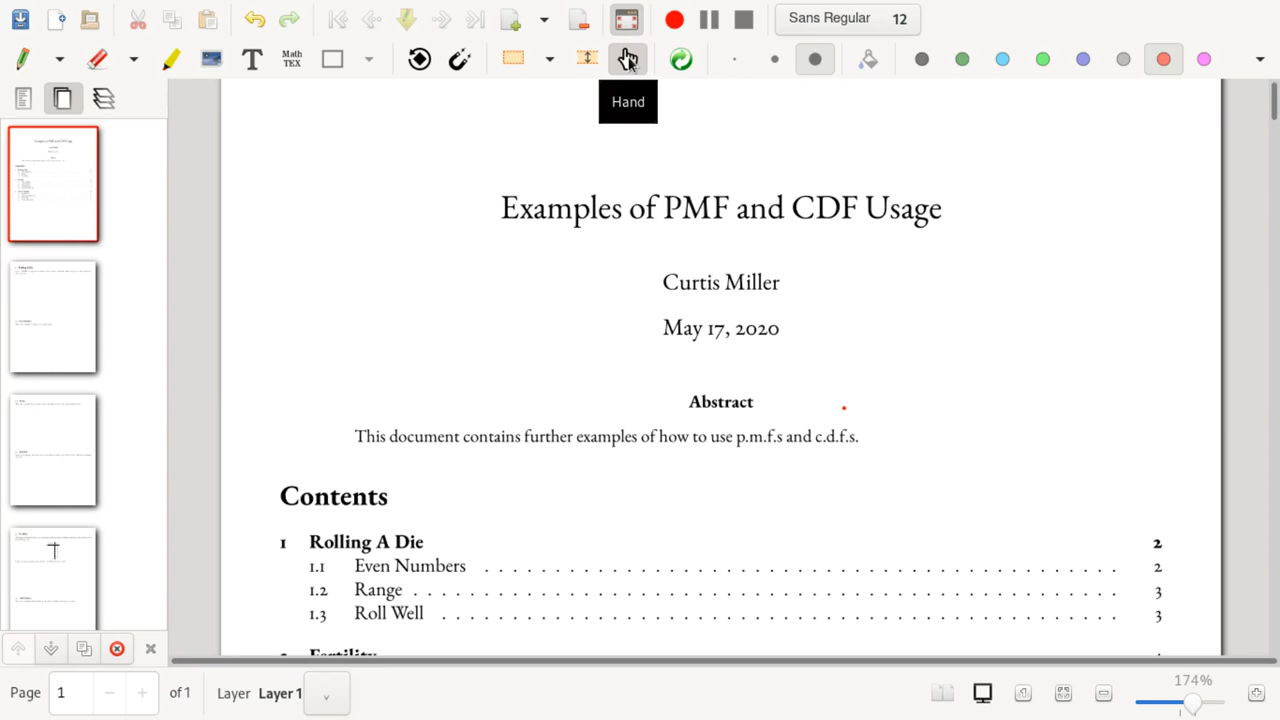 Sans Regular 12
T
Math
TEX
Hand
Examples of PMF and CDF Usage
Curtis Miller
May 17, 2020
Abstract
This document contains further examples of how to use p.m.f.s and c.d.f.s.
Contents
1 Rolling A Die 2
1.1 Even Numbers . . . . . . . . . . . . . . . . . . . . . . . . . . . . . . . . . . 2
1.2 Range . . . . . . . . . . . . . . . . . . . . . . . . . . . . . . . . . . . . . . 3
1.3 Roll Well . . . . . . . . . . . . . . . . . . . . . . . . . . . . . . . . . . . . 3
Fertility
Page 1 of 1 Layer Layer 1 174%